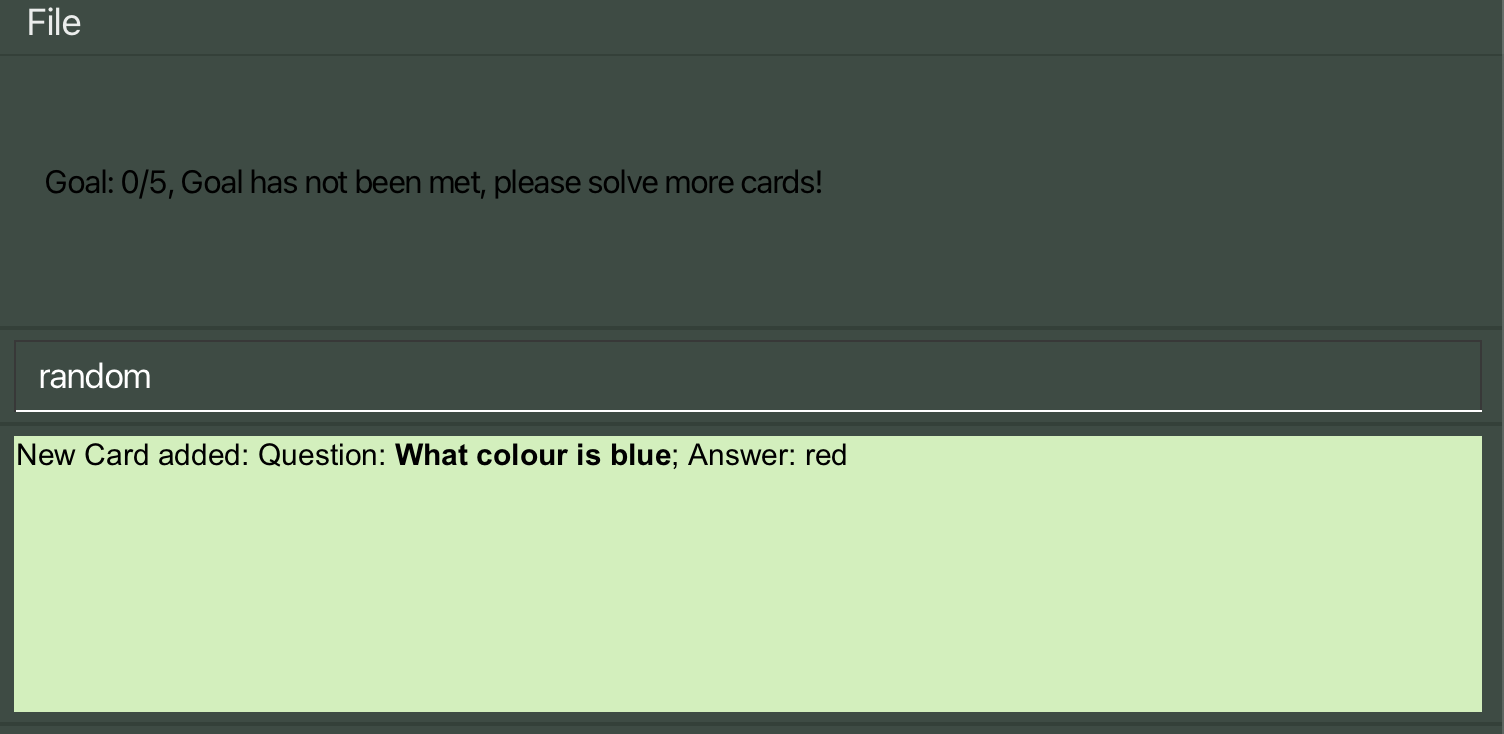 File
Goal: 0/5, Goal has not been met, please solve more cards!
random
New Card added: Question: What colour is blue; Answer: red